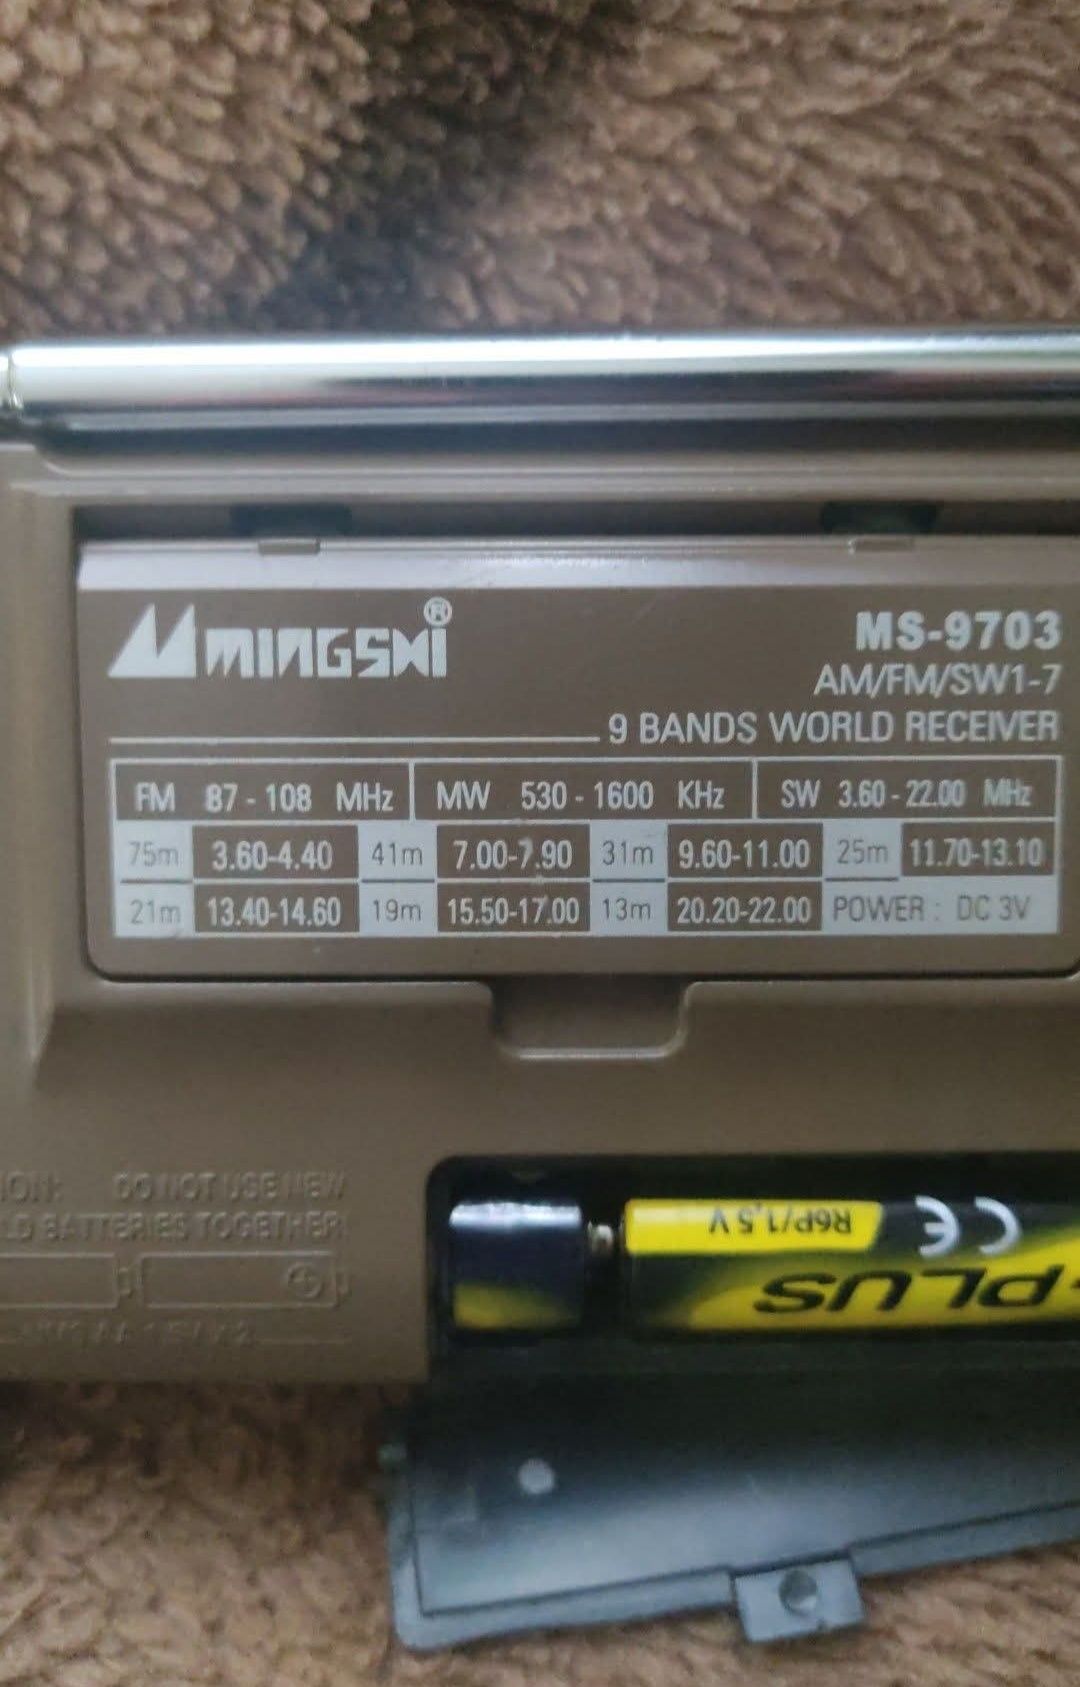 MINGSHI®
MS-9703
AM/FM/SW1-7
9 BANDS WORLD RECEIVER
FM 87 - 108 MHz MW 530 - 1600 KHz SW 3.60 - 22.00 MHz
75m 3.60-4.40 41m 7.00-7.90 31m 9.60-11.00 25m 11.70-13.10
21m 13.40-14.60 19m 15.50-17.00 13m 20.20-22.00 POWER : DC 3V
DO NOT USE NEW
BATTERIES TOGETHER
R6P/1,5 V CE
PLUS